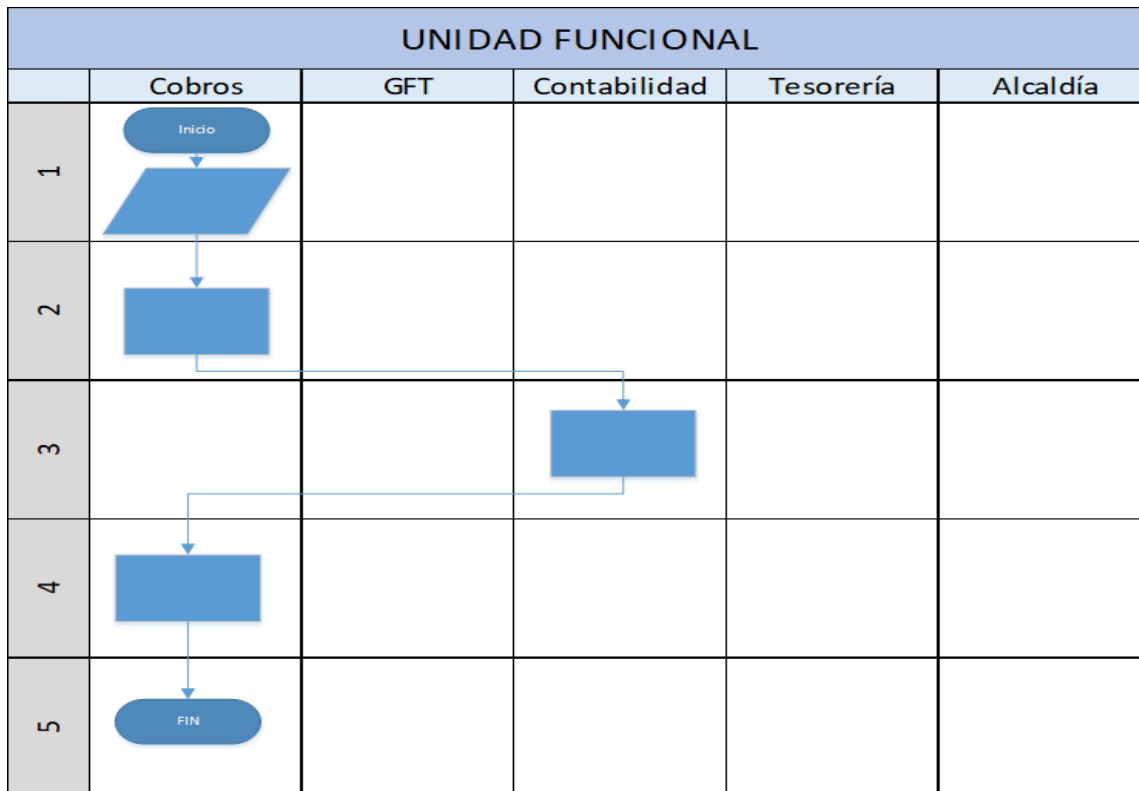 UNIDAD FUNCIONAL
Cobros GFT Contabilidad Tesorería Alcaldía
Inicio
1
2
3
4
FIN
5